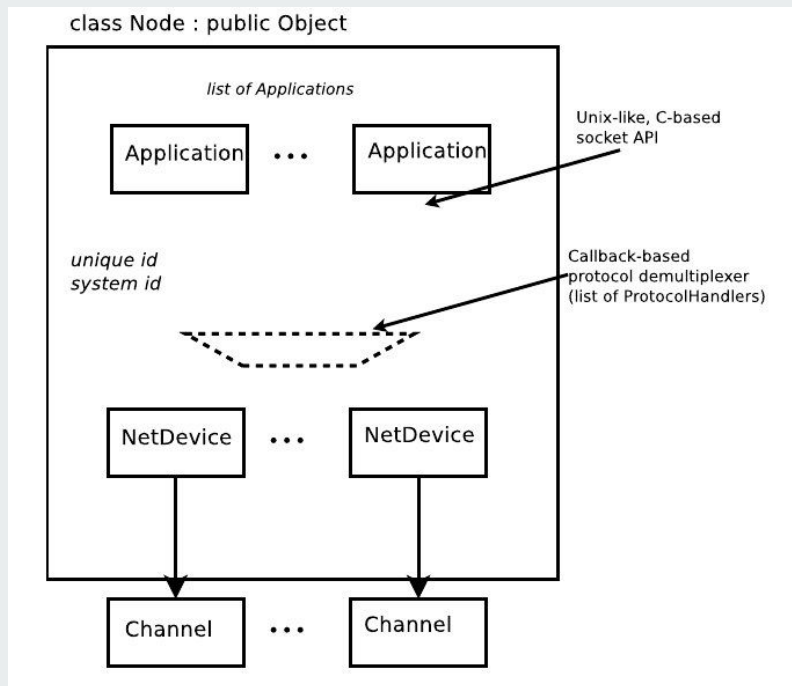 class Node : public Object
list of Applications
Application
...
Application
Unix-like, C-based
socket API
unique id
system id
Callback-based
protocol demultiplexer
(list of ProtocolHandlers)
NetDevice
...
NetDevice
Channel
...
Channel